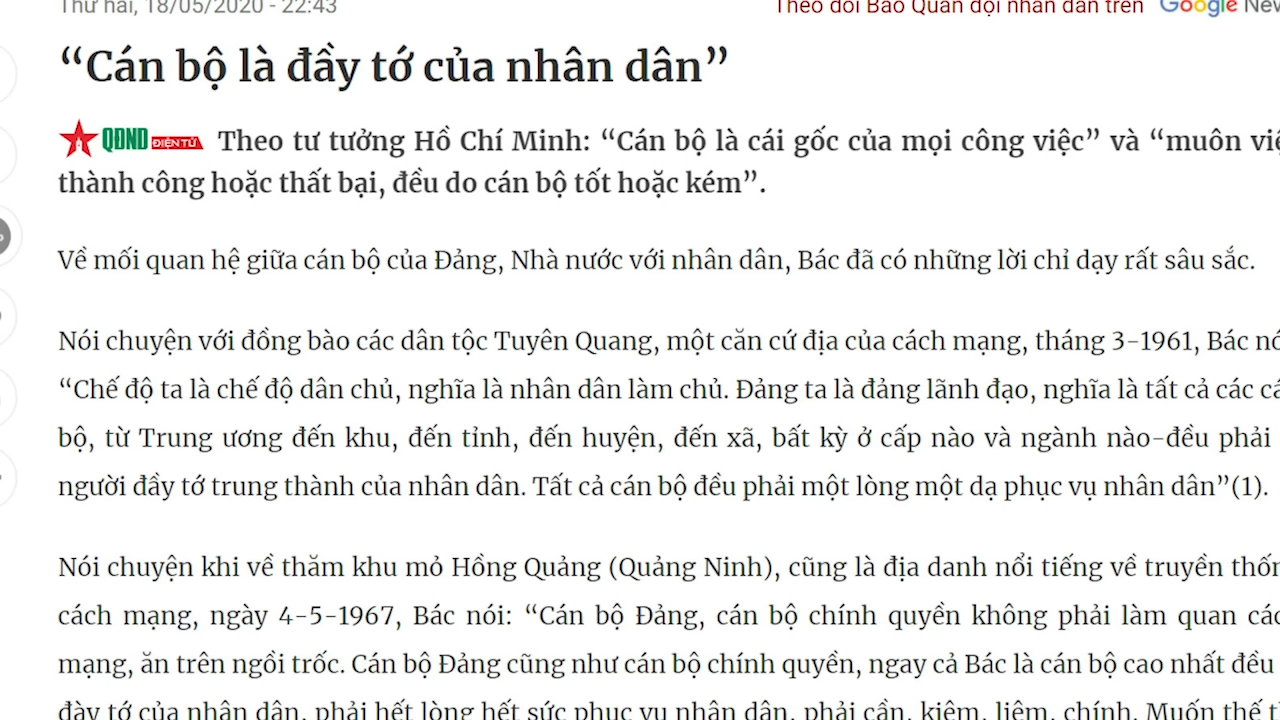 Thứ hai, 18/05/2020 - 22:43
Theo dõi Báo Quân đội nhân dân trên Google New
“Cán bộ là đầy tớ của nhân dân”
QĐND ĐIỆN TỬ Theo tư tưởng Hồ Chí Minh: “Cán bộ là cái gốc của mọi công việc” và “muôn việ
thành công hoặc thất bại, đều do cán bộ tốt hoặc kém”.
Về mối quan hệ giữa cán bộ của Đảng, Nhà nước với nhân dân, Bác đã có những lời chỉ dạy rất sâu sắc.
Nói chuyện với đồng bào các dân tộc Tuyên Quang, một căn cứ địa của cách mạng, tháng 3-1961, Bác nó
“Chế độ ta là chế độ dân chủ, nghĩa là nhân dân làm chủ. Đảng ta là đảng lãnh đạo, nghĩa là tất cả các cá
bộ, từ Trung ương đến khu, đến tỉnh, đến huyện, đến xã, bất kỳ ở cấp nào và ngành nào-đều phải
người đầy tớ trung thành của nhân dân. Tất cả cán bộ đều phải một lòng một dạ phục vụ nhân dân”(1).
Nói chuyện khi về thăm khu mỏ Hồng Quảng (Quảng Ninh), cũng là địa danh nổi tiếng về truyền thốn
cách mạng, ngày 4-5-1967, Bác nói: “Cán bộ Đảng, cán bộ chính quyền không phải làm quan các
mạng, ăn trên ngồi trốc. Cán bộ Đảng cũng như cán bộ chính quyền, ngay cả Bác là cán bộ cao nhất đều
đày tớ của nhân dân, phải hết lòng hết sức phục vụ nhân dân, phải cần, kiệm, liêm, chính. Muốn thế t